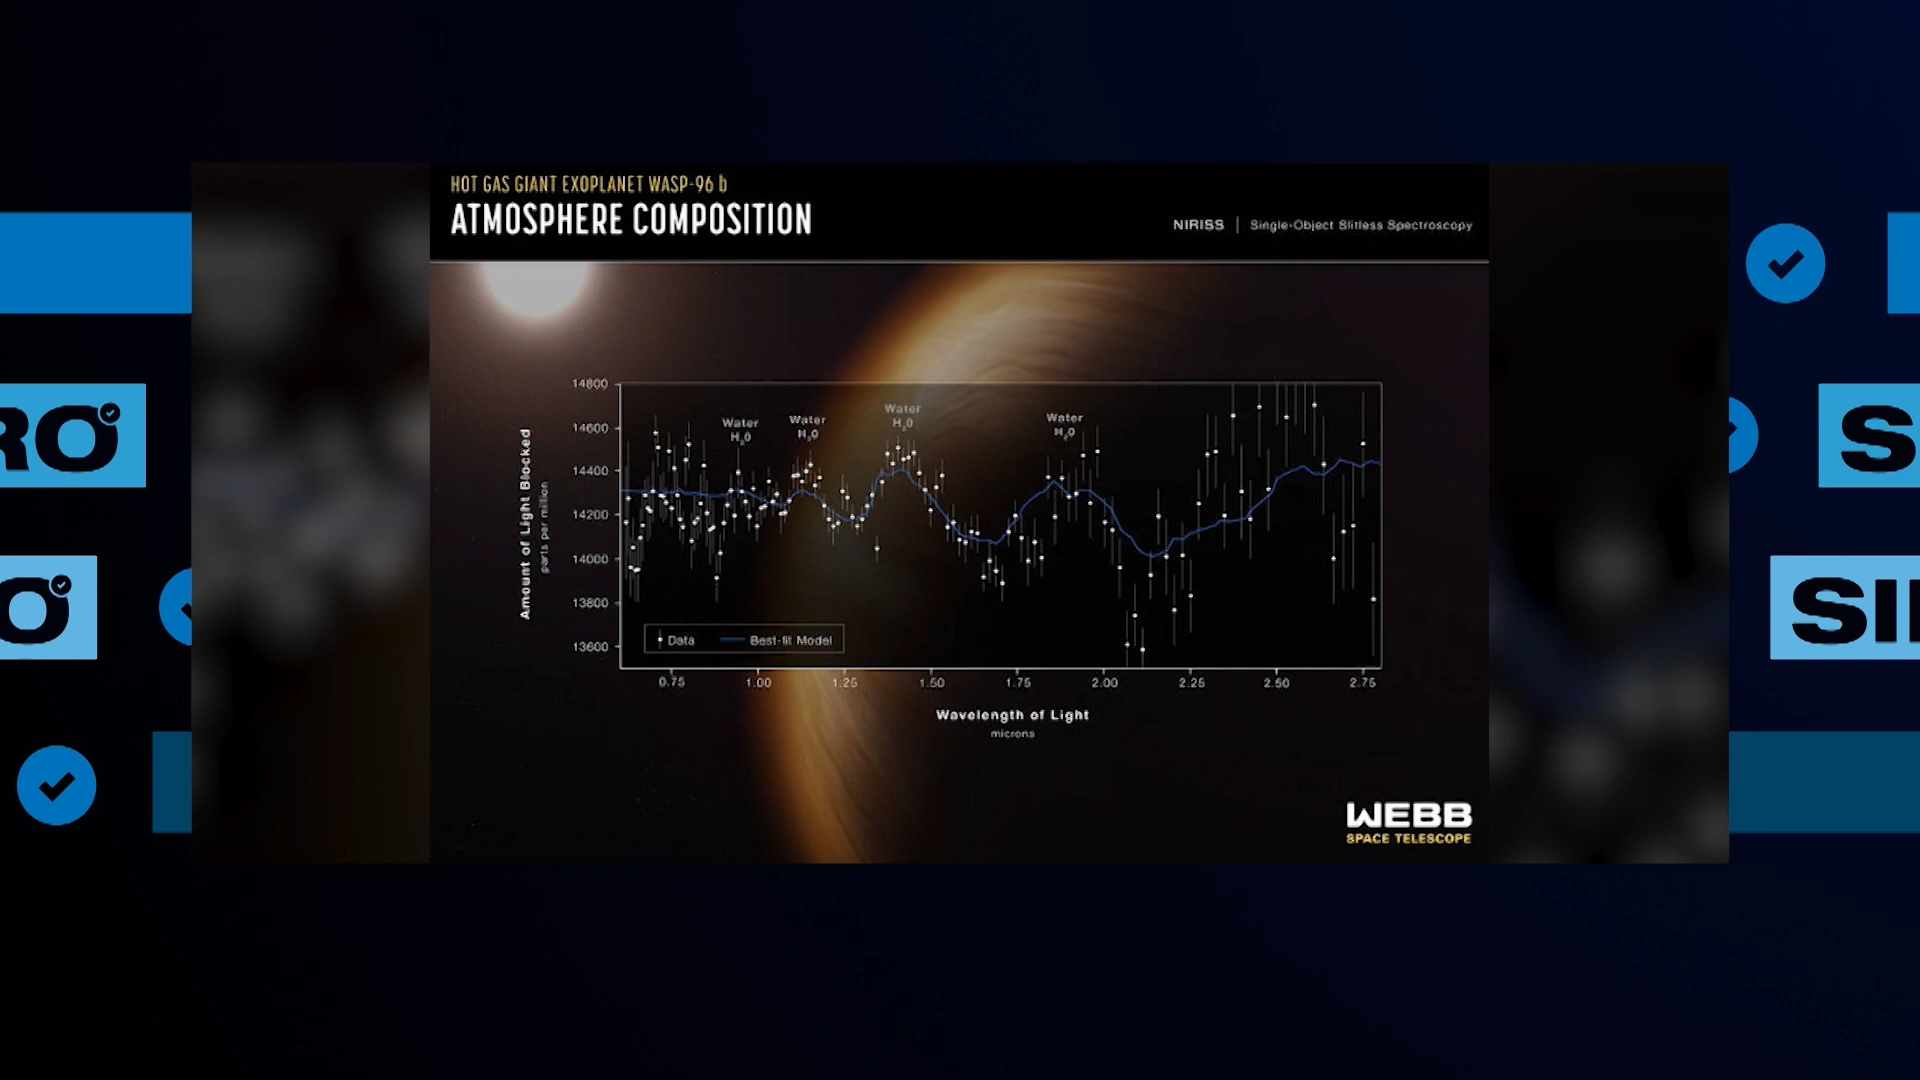 HOT GAS GIANT EXOPLANET WASP-96 b
ATMOSPHERE COMPOSITION
NIRISS | Single-Object Slitless Spectroscopy
RO
S
O
SI
14800
14600
14400
14200
14000
13800
13600
Amount of Light Blocked
parts per million
Water
H₂O
Water
H₂O
Water
H₂O
Water
H₂O
Data
Best-fit Model
0.75 1.00 1.25 1.50 1.75 2.00 2.25 2.50 2.75
Wavelength of Light
microns
WEBB
SPACE TELESCOPE